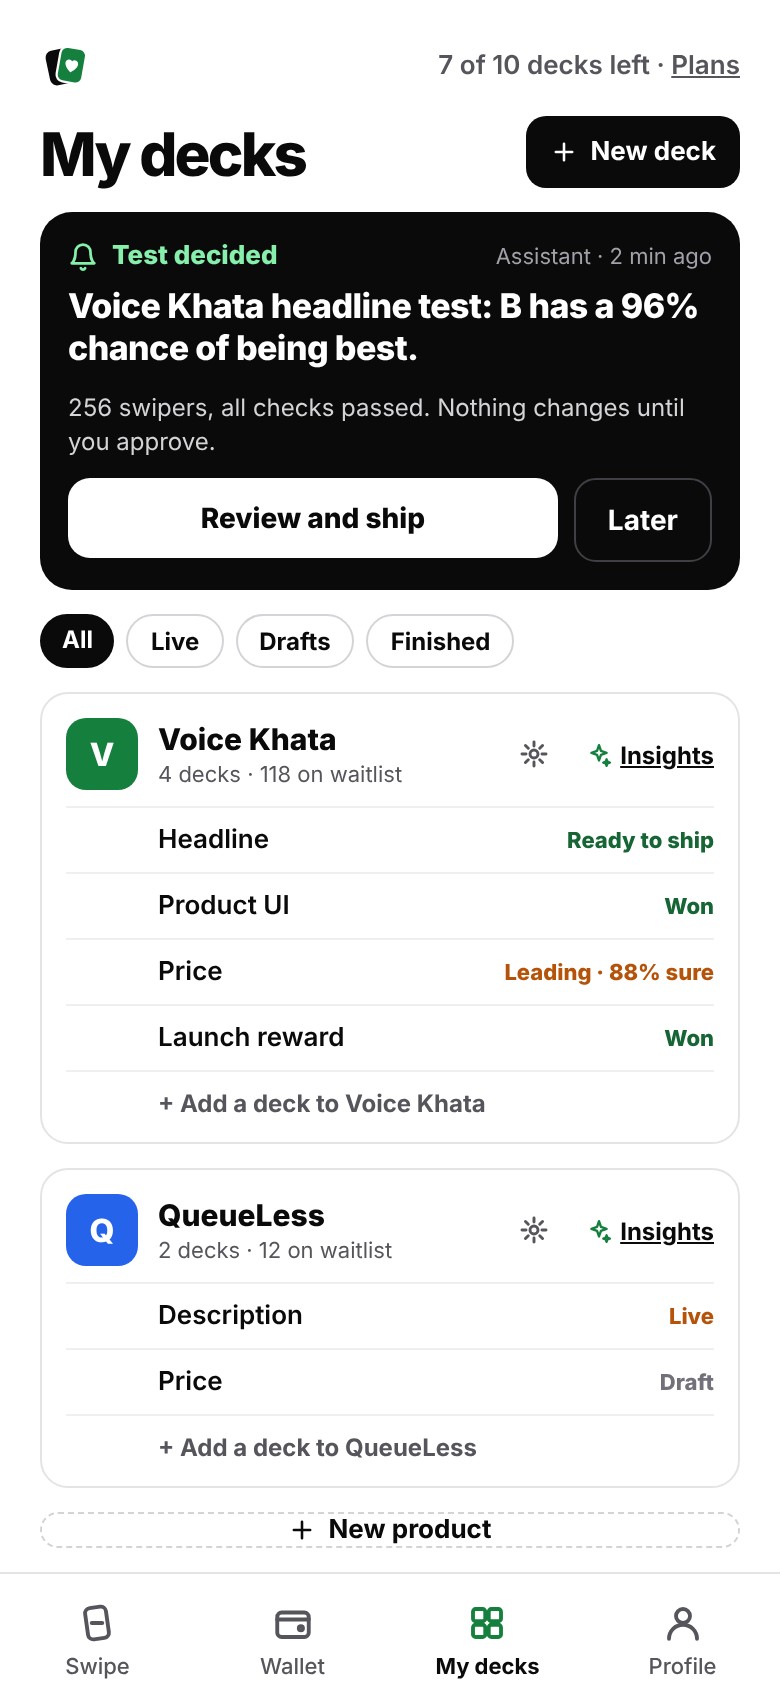 7 of 10 decks left · Plans
My decks
+ New deck
Test decided
Assistant · 2 min ago
Voice Khata headline test: B has a 96%
chance of being best.
256 swipers, all checks passed. Nothing changes until
you approve.
Review and ship
Later
All
Live
Drafts
Finished
V
Voice Khata
4 decks · 118 on waitlist
Insights
Headline
Ready to ship
Product UI
Won
Price
Leading · 88% sure
Launch reward
Won
+ Add a deck to Voice Khata
Q
QueueLess
2 decks · 12 on waitlist
Insights
Description
Live
Price
Draft
+ Add a deck to QueueLess
+ New product
Swipe
Wallet
My decks
Profile